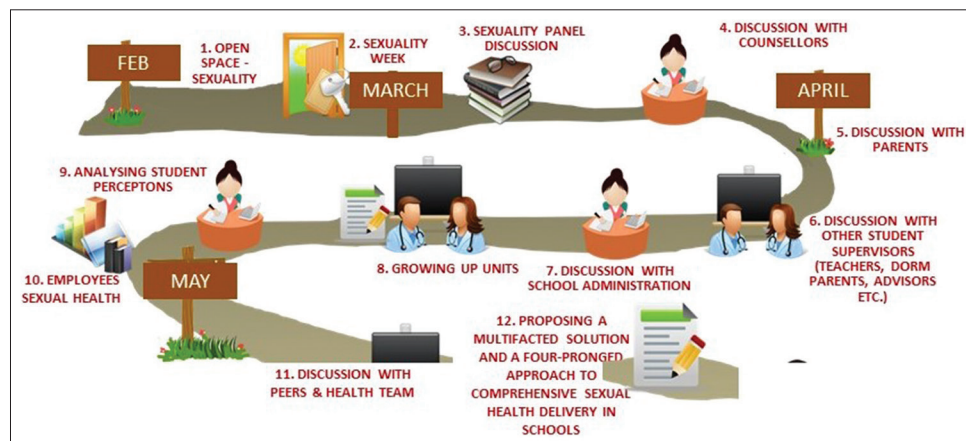 FEB
1. OPEN
SPACE -
SEXUALITY
2. SEXUALITY
WEEK
MARCH
3. SEXUALITY PANEL
DISCUSSION
4. DISCUSSION WITH
COUNSELLORS
APRIL
5. DISCUSSION WITH
PARENTS
6. DISCUSSION WITH
OTHER STUDENT
SUPERVISORS
(TEACHERS, DORM
PARENTS, ADVISORS
ETC.)
7. DISCUSSION WITH
SCHOOL ADMINISTRATION
8. GROWING UP UNITS
9. ANALYSING STUDENT
PERCEPTONS
10. EMPLOYEES
SEXUAL HEALTH
MAY
11. DISCUSSION WITH
PEERS & HEALTH TEAM
12. PROPOSING A
MULTIFACTED SOLUTION
AND A FOUR-PRONGED
APPROACH TO
COMPREHENSIVE SEXUAL
HEALTH DELIVERY IN
SCHOOLS